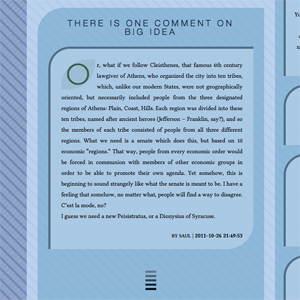 THERE IS ONE COMMENT ON
BIG IDEA
Or, what if we follow Cleisthenes, that famous 6th century
lawgiver of Athens, who organized the city into ten tribes,
which, unlike our modern States, were not geographically
oriented, but necessarily included people from the three designated
regions of Athens: Plain, Coast, Hills. Each region was divided into these
ten tribes, named after ancient heroes (Jefferson – Franklin, say?), and so
the members of each tribe consisted of people from all three different
regions. What we need is a senate which does this, but based on 10
economic "regions." That way, people from every economic order would
be forced in communion with members of other economic groups in
order to be able to promote their own agenda. Yet somehow, this is
beginning to sound strangely like what the senate is meant to be. I have a
feeling that somehow, no matter what, people will find a way to disagree.
C'est la mode, no?
I guess we need a new Peisistratus, or a Dionysius of Syracuse.
BY SAUL | 2011-10-26 21:49:53